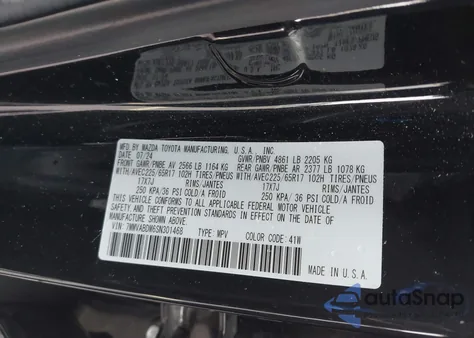 MFD. BY MAZDA TOYOTA MANUFACTURING, U.S.A., INC.
DATE: 07/24 GVWR/PNBV 4861 LB 2205 KG
FRONT GAWR/PNBE AV 2566 LB 1164 KG REAR GAWR/PNBE AR 2377 LB 1078 KG
WITH/AVEC225/65R17 102H TIRES/PNEUS WITH/AVEC225/65R17 102H TIRES/PNEUS
17X7J RIMS/JANTES 17X7J RIMS/JANTES
250 KPA/36 PSI COLD/A FROID 250 KPA/ 36 PSI COLD/A FROID
THIS VEHICLE CONFORMS TO ALL APPLICABLE FEDERAL MOTOR VEHICLE
SAFETY AND THEFT PREVENTION STANDARDS IN EFFECT ON THE DATE OF
MANUFACTURE SHOWN ABOVE.
VIN: 7MMVABDM6SN301468 TYPE: MPV COLOR CODE: 41W
MADE IN U.S.A.
autoSnap